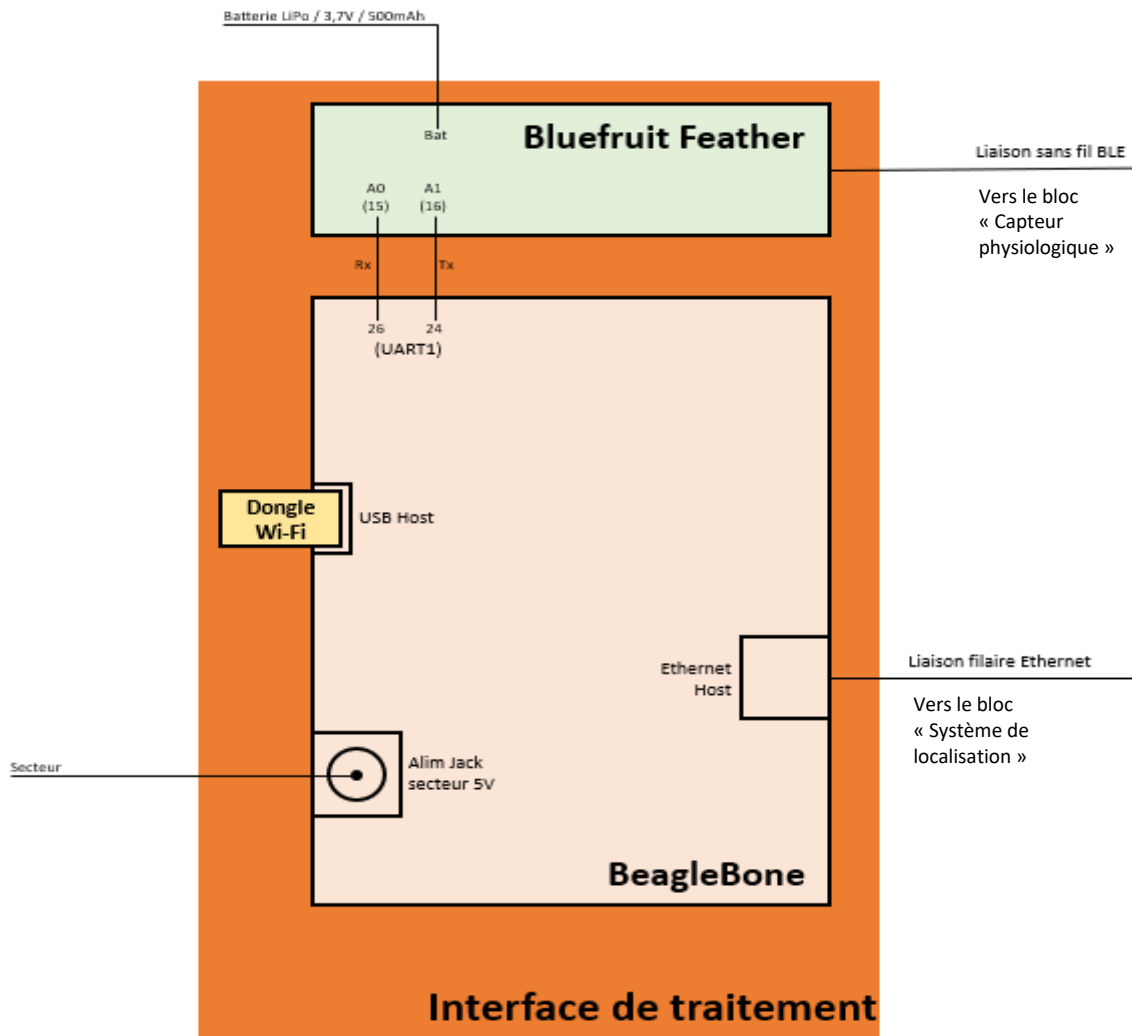 Batterie LiPo / 3,7V / 500mAh
Bat
Bluefruit Feather
A0
(15)
A1
(16)
Liaison sans fil BLE
Vers le bloc
« Capteur
physiologique »
Rx
Tx
26
24
(UART1)
Dongle
Wi-Fi
USB Host
Ethernet
Host
Liaison filaire Ethernet
Vers le bloc
« Système de
localisation »
Secteur
Alim Jack
secteur 5V
BeagleBone
Interface de traitement